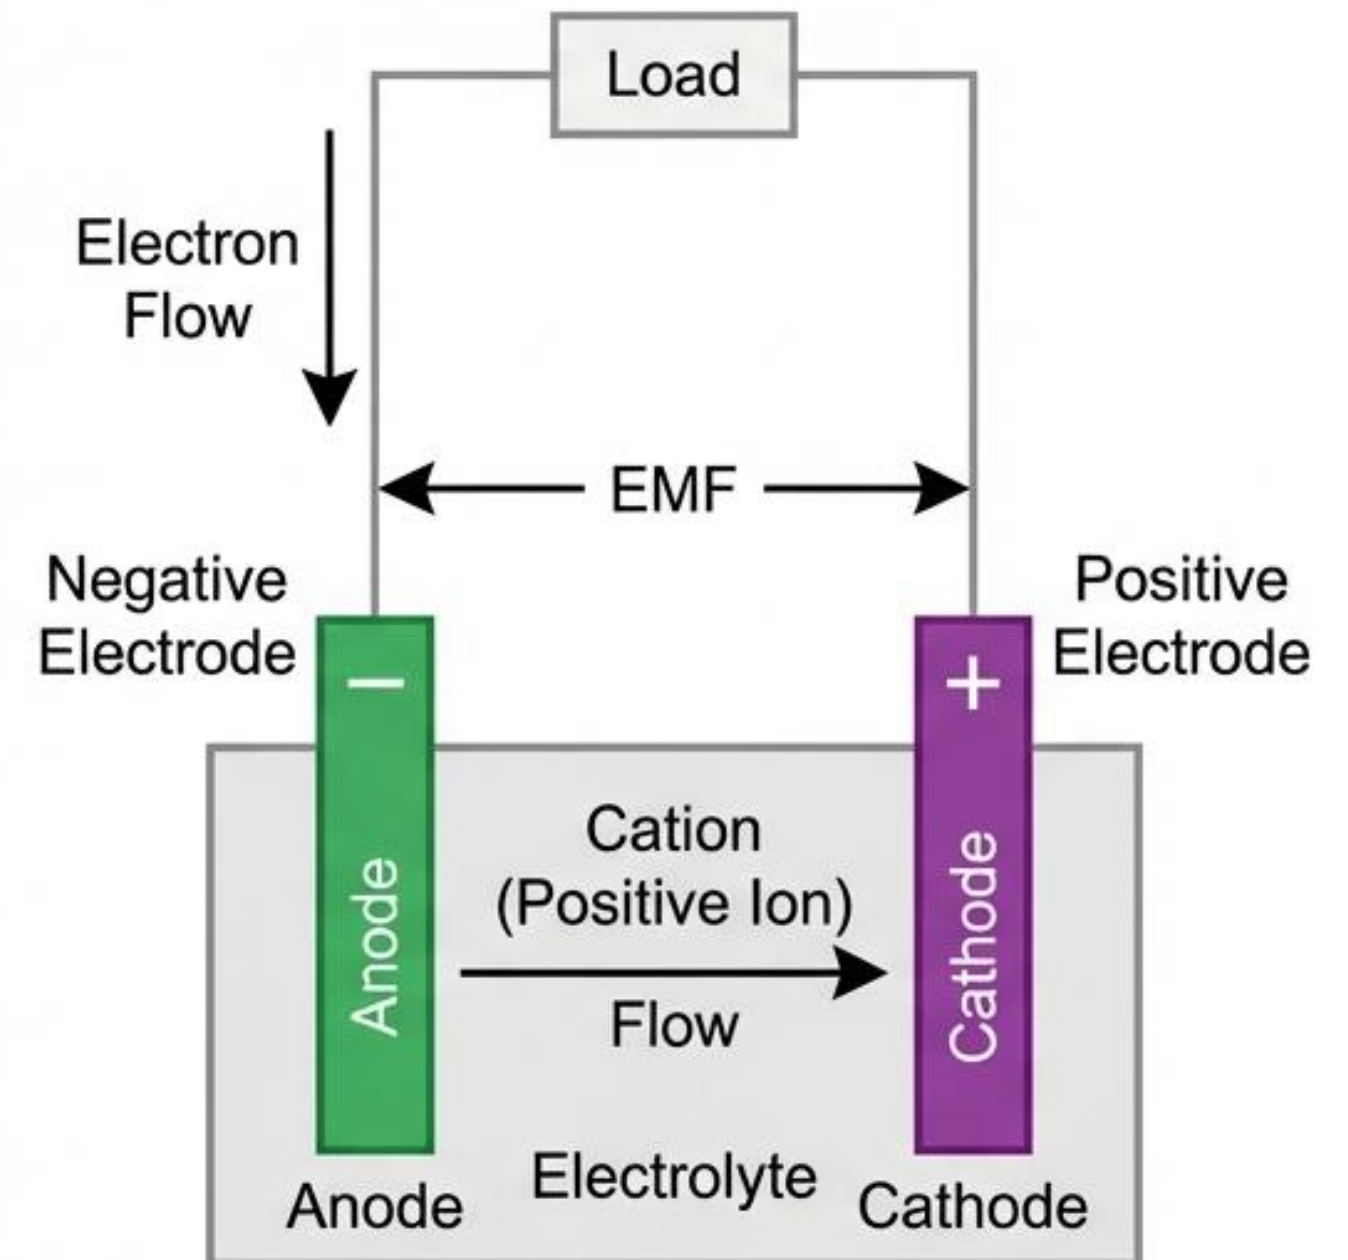 Load
Electron
Flow
EMF
Negative
Electrode
Positive
Electrode
−
+
Cation
(Positive Ion)
Flow
Anode
Cathode
Electrolyte
Anode
Cathode